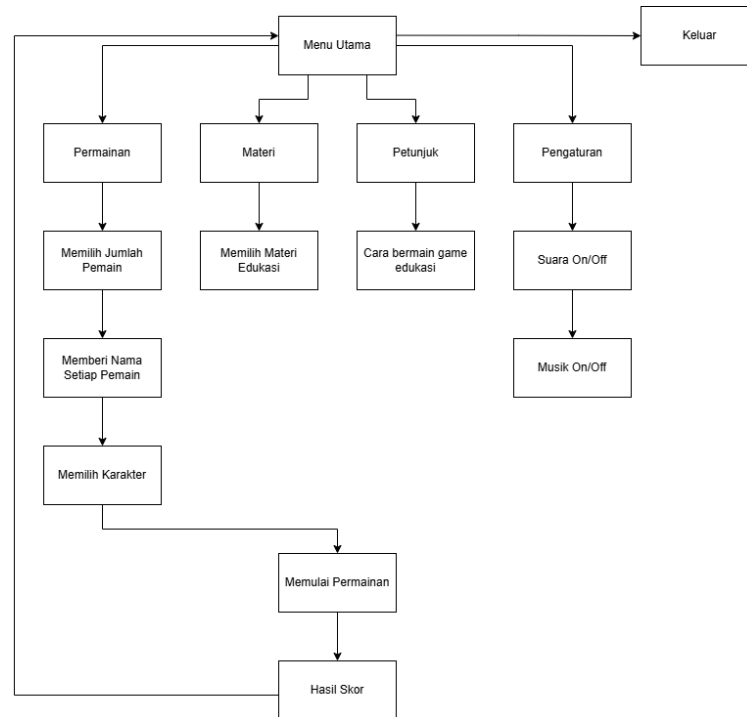 Menu Utama
Keluar
Permainan
Materi
Petunjuk
Pengaturan
Memilih Jumlah
Pemain
Memilih Materi
Edukasi
Cara bermain game
edukasi
Suara On/Off
Memberi Nama
Setiap Pemain
Musik On/Off
Memilih Karakter
Memulai Permainan
Hasil Skor